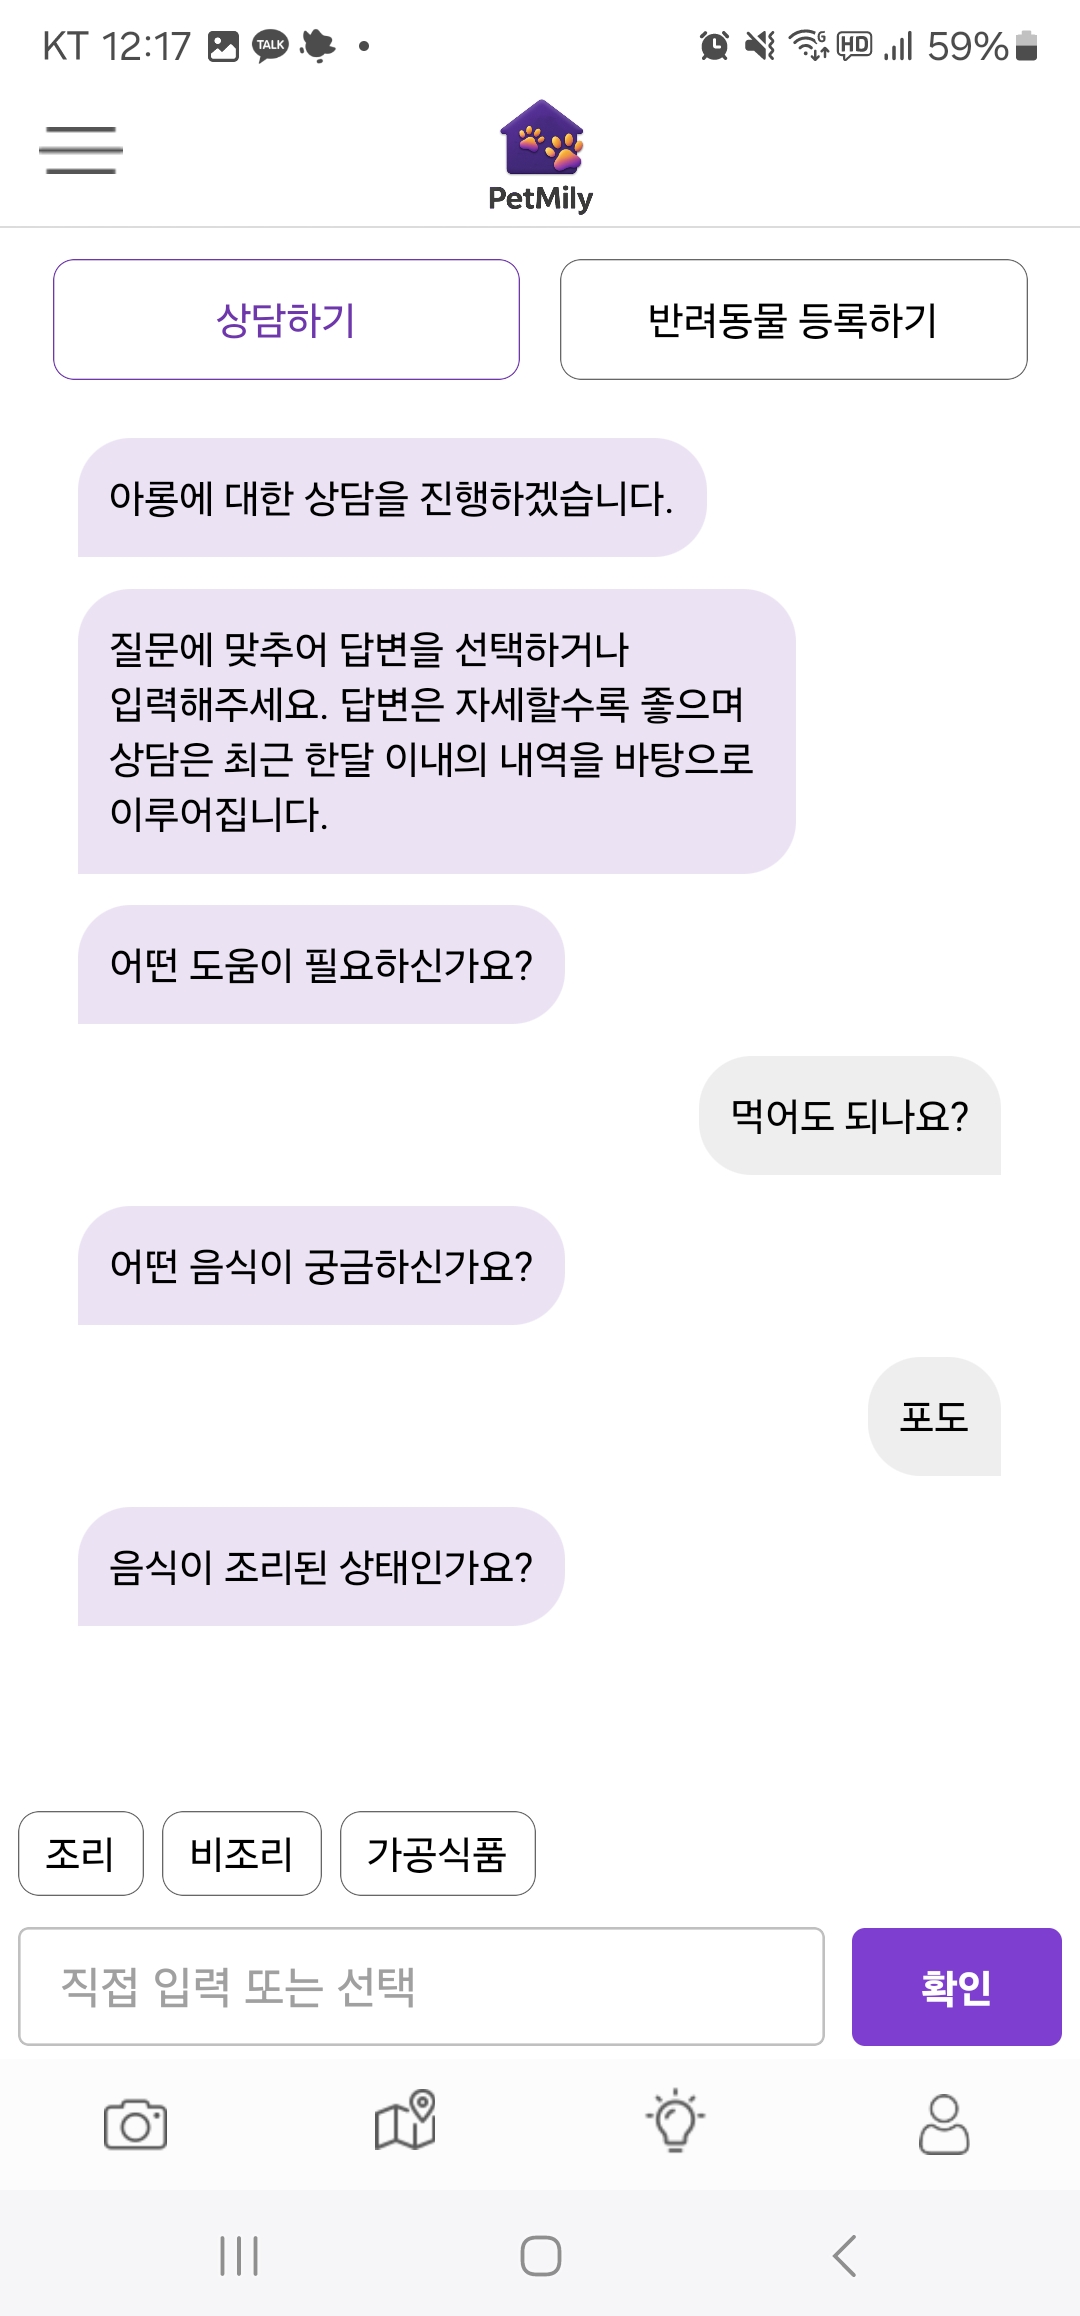 KT 12:17 TALK HD 59%
PetMily
상담하기
반려동물 등록하기
아롱에 대한 상담을 진행하겠습니다.
질문에 맞추어 답변을 선택하거나
입력해주세요. 답변은 자세할수록 좋으며
상담은 최근 한달 이내의 내역을 바탕으로
이루어집니다.
어떤 도움이 필요하신가요?
먹어도 되나요?
어떤 음식이 궁금하신가요?
포도
음식이 조리된 상태인가요?
조리
비조리
가공식품
직접 입력 또는 선택
확인